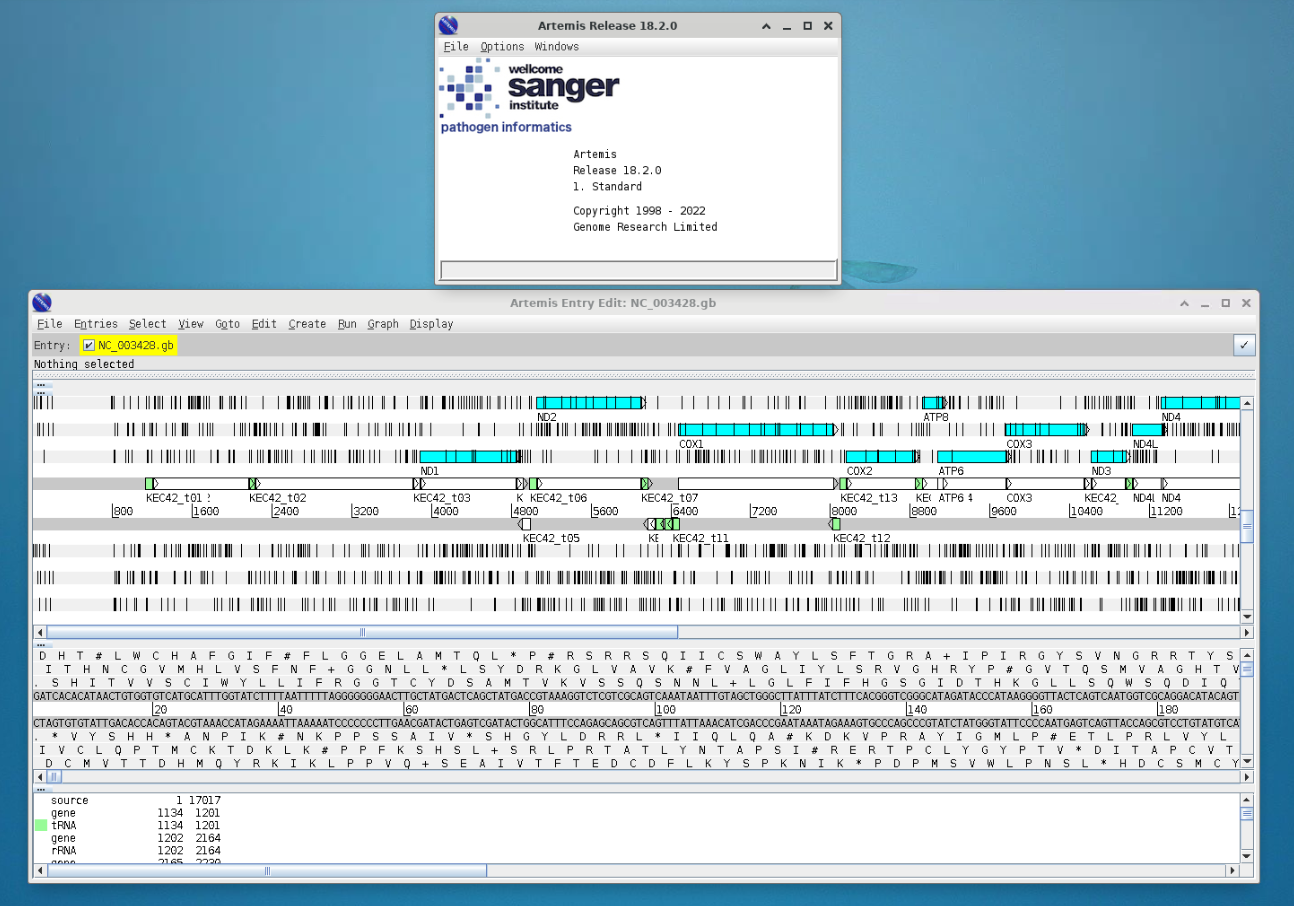 Artemis Release 18.2.0
File Options Windows
wellcome
sanger
institute
pathogen informatics
Artemis
Release 18.2.0
1. Standard
Copyright 1998 - 2022
Genome Research Limited
Artemis Entry Edit: NC_003428.gb
File Entries Select View Goto Edit Create Run Graph Display
Entry: NC_003428.gb
Nothing selected
ND2 ATP8 ND4
COX1 COX3 ND4L
ND1 COX2 ATP6 ND3
KEC42_t01 KEC42_t02 KEC42_t03 K KEC42_t06 KEC42_t07 KEC42_t13 KE ATP6 COX3 KEC42_ ND4L ND4
800 1600 2400 3200 4000 4800 5600 6400 7200 8000 8800 9600 10400 11200
KEC42_t05 KE KEC42_t11 KEC42_t12
D H T # L W C H A F G I F # F L G G E L A M T Q L * P # R S R R S Q I I C S W A Y L S F T G R A + I P I R G Y S V N G R R T Y S
I T H N C G V M H L V S F N F + G G N L L * L S Y D R K G L V A V K # F V A G L I Y L S R V G H R Y P # G V T Q S M V A G H T V
. S H I T V V S C I W Y L L I F R G G T C Y D S A M T V K V S S Q S N N L + L G L F I F H G S G I D T H K G L L S Q W S Q D I Q
20 40 60 80 100 120 140 160 180
. * V Y S H H * A N P I K # N K P P S S A I V * S H G Y L D R R L * I I Q L Q A # K D K V P R A Y I G M L P # E T L P R L V Y L
I V C L Q P T M C K T D K L K # P P F K S H S L + S R L P R T A T L Y N T A P S I # R E R T P C L Y G Y P T V * D I T A P C V T
D C M V T T D H M Q Y R K I K L P P V Q + S E A I V T F T E D C D F L K Y S P K N I K * P D P M S V W L P N S L * H D C S M C Y
source 1 17017
gene 1134 1201
tRNA 1134 1201
gene 1202 2164
rRNA 1202 2164
gene 2165 2230